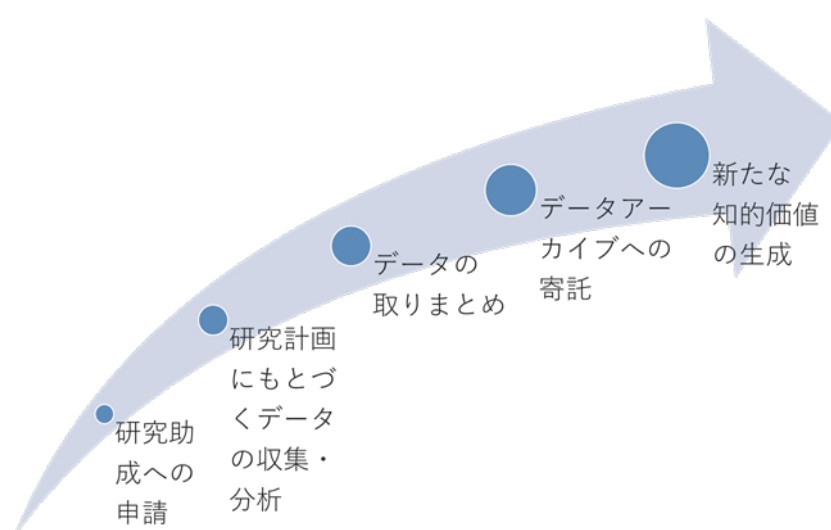 研究助
成への
申請
研究計画
にもとづ
くデータ
の収集・
分析
データの
取りまとめ
データアー
カイブへの
寄託
新たな
知的価値
の生成